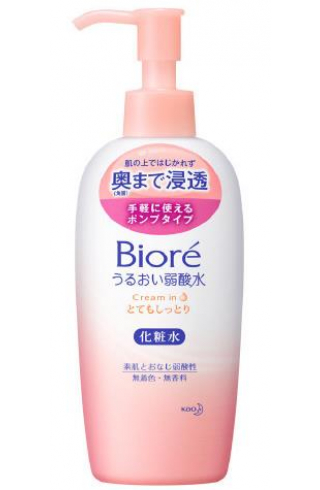 肌の上ではじかれず
奥まで浸透
(角層)
手軽に使える
ポンプタイプ
Bioré
うるおい弱酸水
Cream in
とてもしっとり
化粧水
素肌とおなじ弱酸性
無着色・無香料
kao